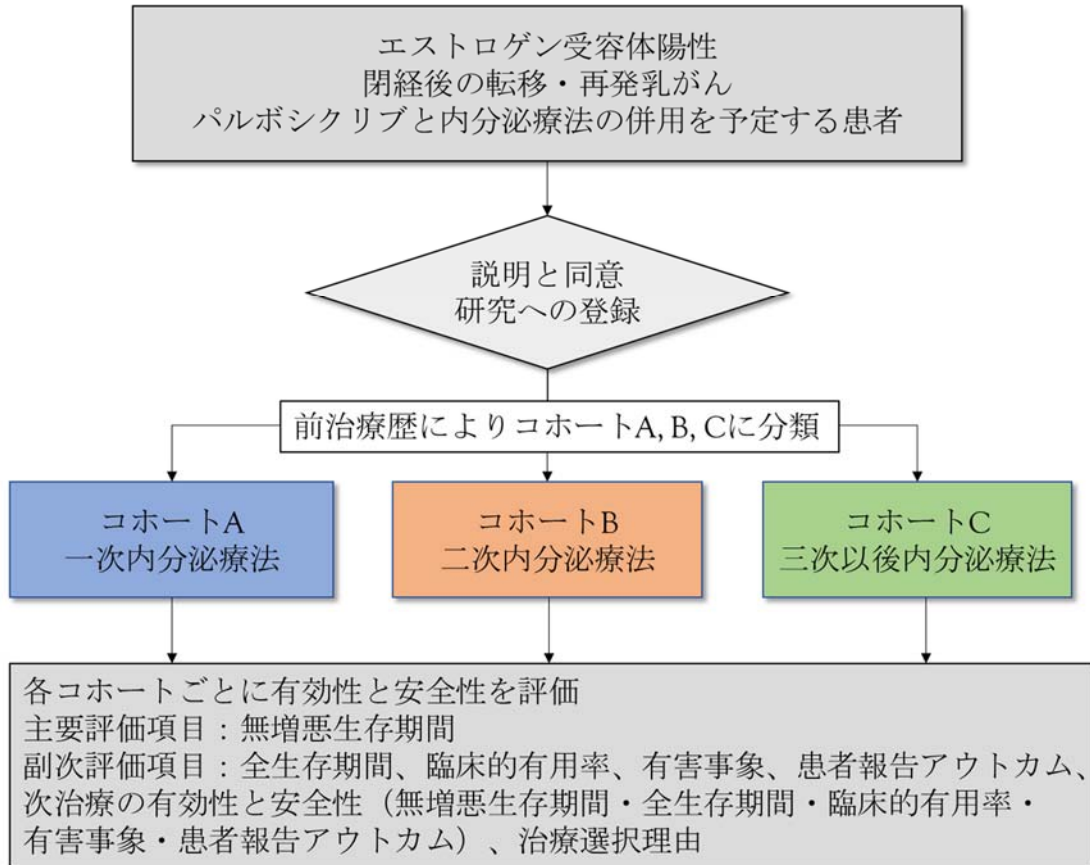 エストロゲン受容体陽性
閉経後の転移・再発乳がん
パルボシクリブと内分泌療法の併用を予定する患者
説明と同意
研究への登録
前治療歴によりコホートA, B, Cに分類
コホートA
一次内分泌療法
コホートB
二次内分泌療法
コホートC
三次以後内分泌療法
各コホートごとに有効性と安全性を評価
主要評価項目：無増悪生存期間
副次評価項目：全生存期間、臨床的有用率、有害事象、患者報告アウトカム、
次治療の有効性と安全性（無増悪生存期間・全生存期間・臨床的有用率・
有害事象・患者報告アウトカム）、治療選択理由